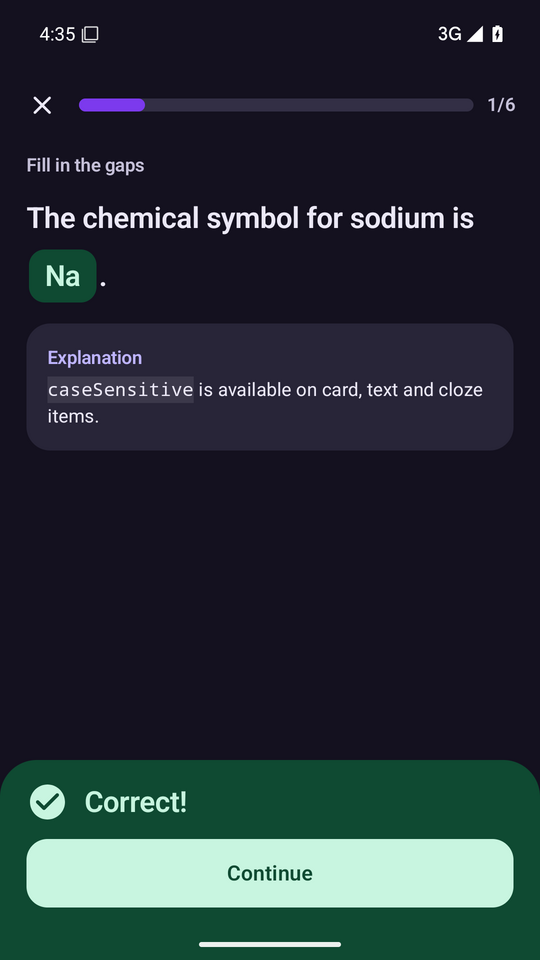 4:35
3G
1/6
Fill in the gaps
The chemical symbol for sodium is
Na .
Explanation
caseSensitive is available on card, text and cloze
items.
Correct!
Continue